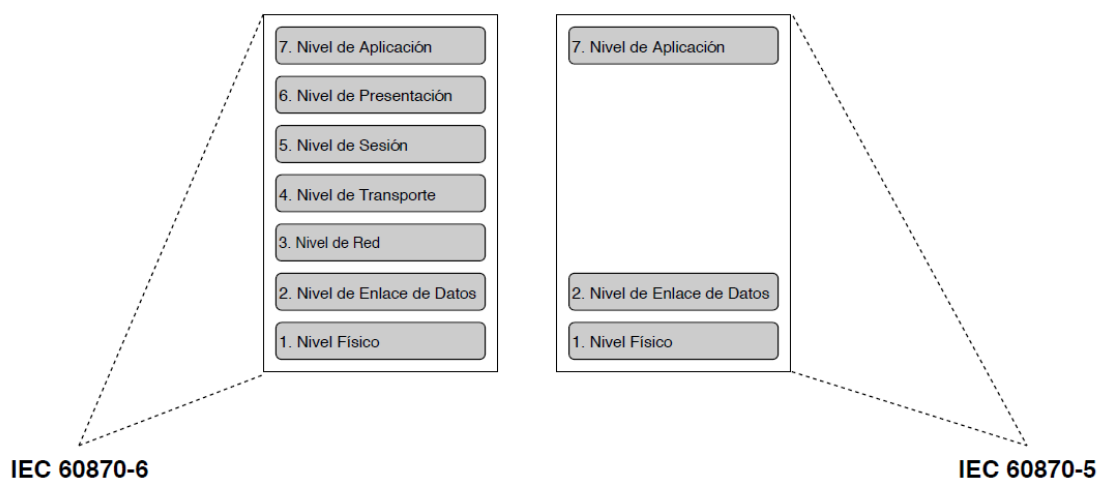 7. Nivel de Aplicación
6. Nivel de Presentación
5. Nivel de Sesión
4. Nivel de Transporte
3. Nivel de Red
2. Nivel de Enlace de Datos
1. Nivel Físico
7. Nivel de Aplicación
2. Nivel de Enlace de Datos
1. Nivel Físico
IEC 60870-6
IEC 60870-5